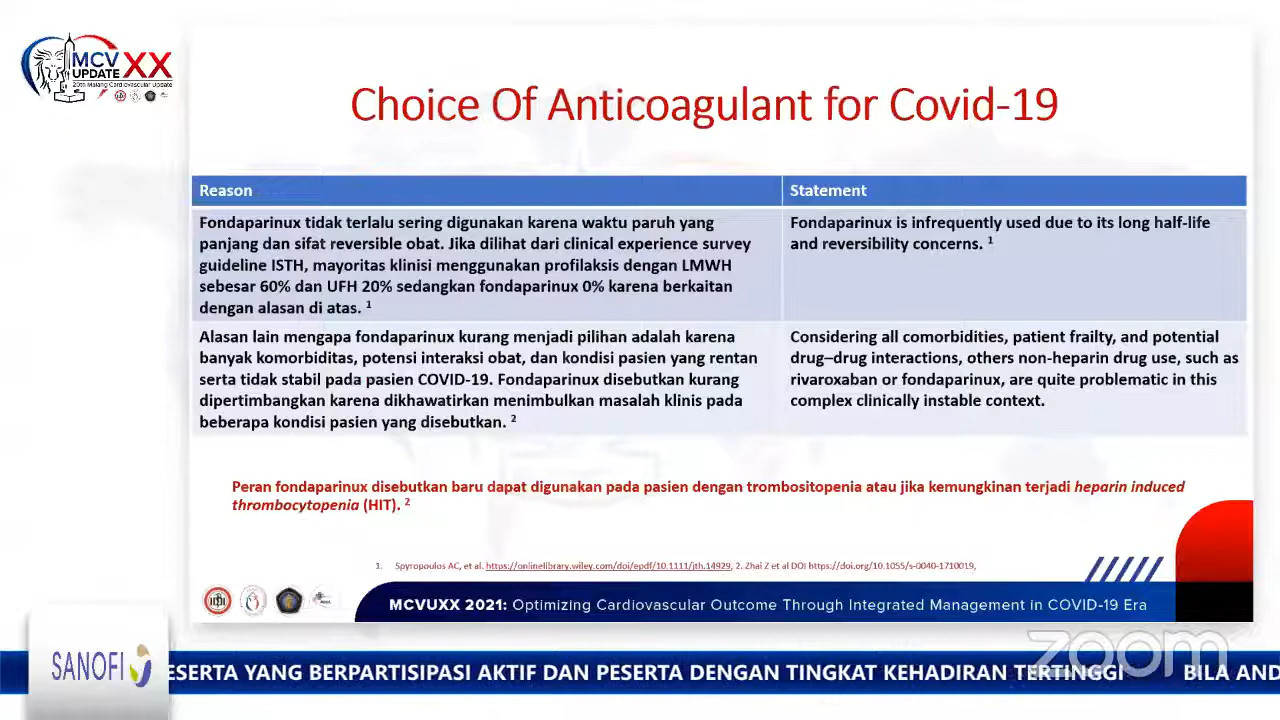 MCV
UPDATE XX
20th Malang Cardiovascular Update
Choice Of Anticoagulant for Covid-19
Reason
Statement
Fondaparinux tidak terlalu sering digunakan karena waktu paruh yang
panjang dan sifat reversible obat. Jika dilihat dari clinical experience survey
guideline ISTH, mayoritas klinisi menggunakan profilaksis dengan LMWH
sebesar 60% dan UFH 20% sedangkan fondaparinux 0% karena berkaitan
dengan alasan di atas. ¹
Fondaparinux is infrequently used due to its long half-life
and reversibility concerns. ¹
Alasan lain mengapa fondaparinux kurang menjadi pilihan adalah karena
banyak komorbiditas, potensi interaksi obat, dan kondisi pasien yang rentan
serta tidak stabil pada pasien COVID-19. Fondaparinux disebutkan kurang
dipertimbangkan karena dikhawatirkan menimbulkan masalah klinis pada
beberapa kondisi pasien yang disebutkan. ²
Considering all comorbidities, patient frailty, and potential
drug–drug interactions, others non-heparin drug use, such as
rivaroxaban or fondaparinux, are quite problematic in this
complex clinically instable context.
Peran fondaparinux disebutkan baru dapat digunakan pada pasien dengan trombositopenia atau jika kemungkinan terjadi heparin induced
thrombocytopenia (HIT). ²
1. Spyropoulos AC, et al. https://onlinelibrary.wiley.com/doi/epdf/10.1111/jth.14929, 2. Zhai Z et al DOI https://doi.org/10.1055/s-0040-1710019,
MCVUXX 2021: Optimizing Cardiovascular Outcome Through Integrated Management in COVID-19 Era
zoom
SANOFI
ESERTA YANG BERPARTISIPASI AKTIF DAN PESERTA DENGAN TINGKAT KEHADIRAN TERTINGGI BILA AND